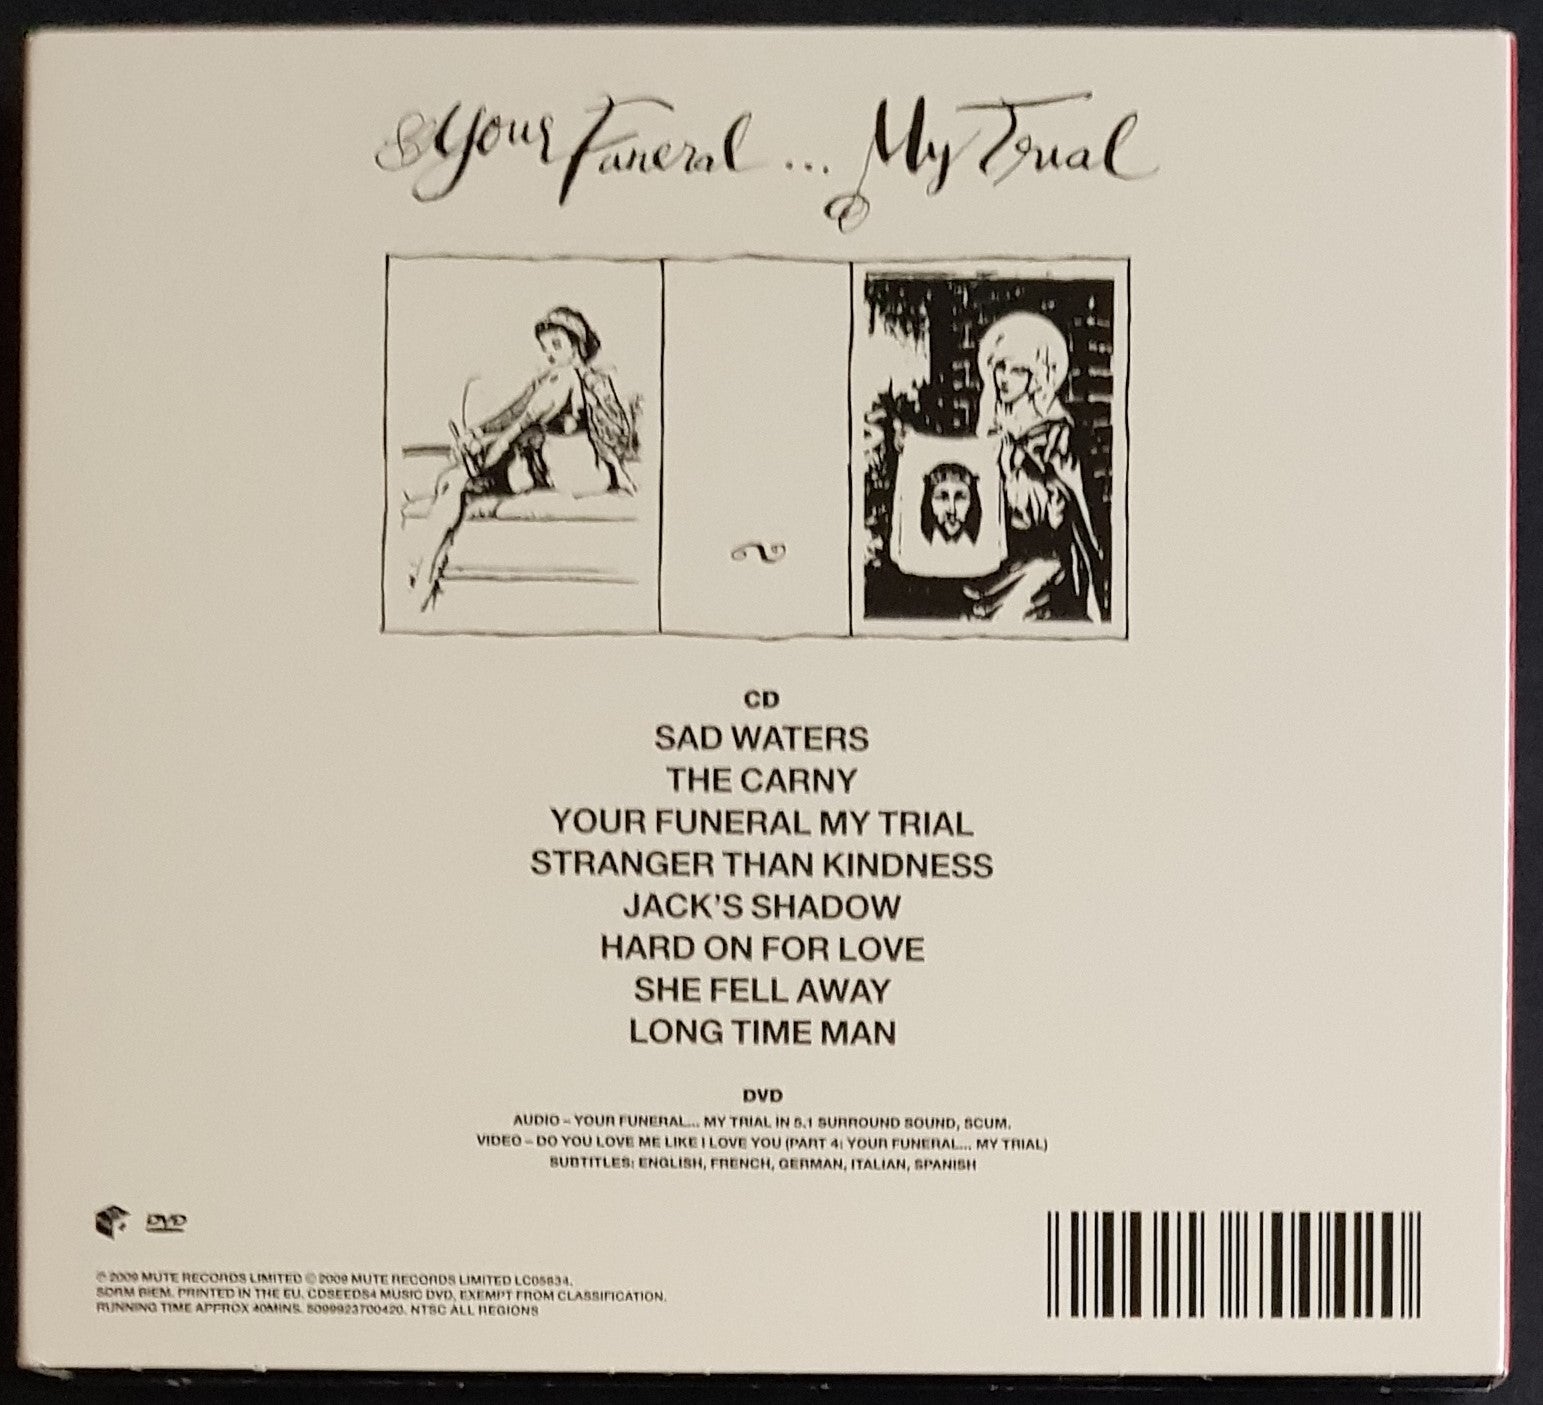 Your Funeral ... My Trial
CD
SAD WATERS
THE CARNY
YOUR FUNERAL MY TRIAL
STRANGER THAN KINDNESS
JACK'S SHADOW
HARD ON FOR LOVE
SHE FELL AWAY
LONG TIME MAN
DVD
AUDIO – YOUR FUNERAL... MY TRIAL IN 5.1 SURROUND SOUND, SCUM.
VIDEO – DO YOU LOVE ME LIKE I LOVE YOU (PART 4: YOUR FUNERAL... MY TRIAL)
SUBTITLES: ENGLISH, FRENCH, GERMAN, ITALIAN, SPANISH
DVD
℗ 2009 MUTE RECORDS LIMITED © 2009 MUTE RECORDS LIMITED LC05834.
SDRM BIEM. PRINTED IN THE EU. CDSEEDS4 MUSIC DVD, EXEMPT FROM CLASSIFICATION.
RUNNING TIME APPROX 40MINS. 5099923700420. NTSC ALL REGIONS